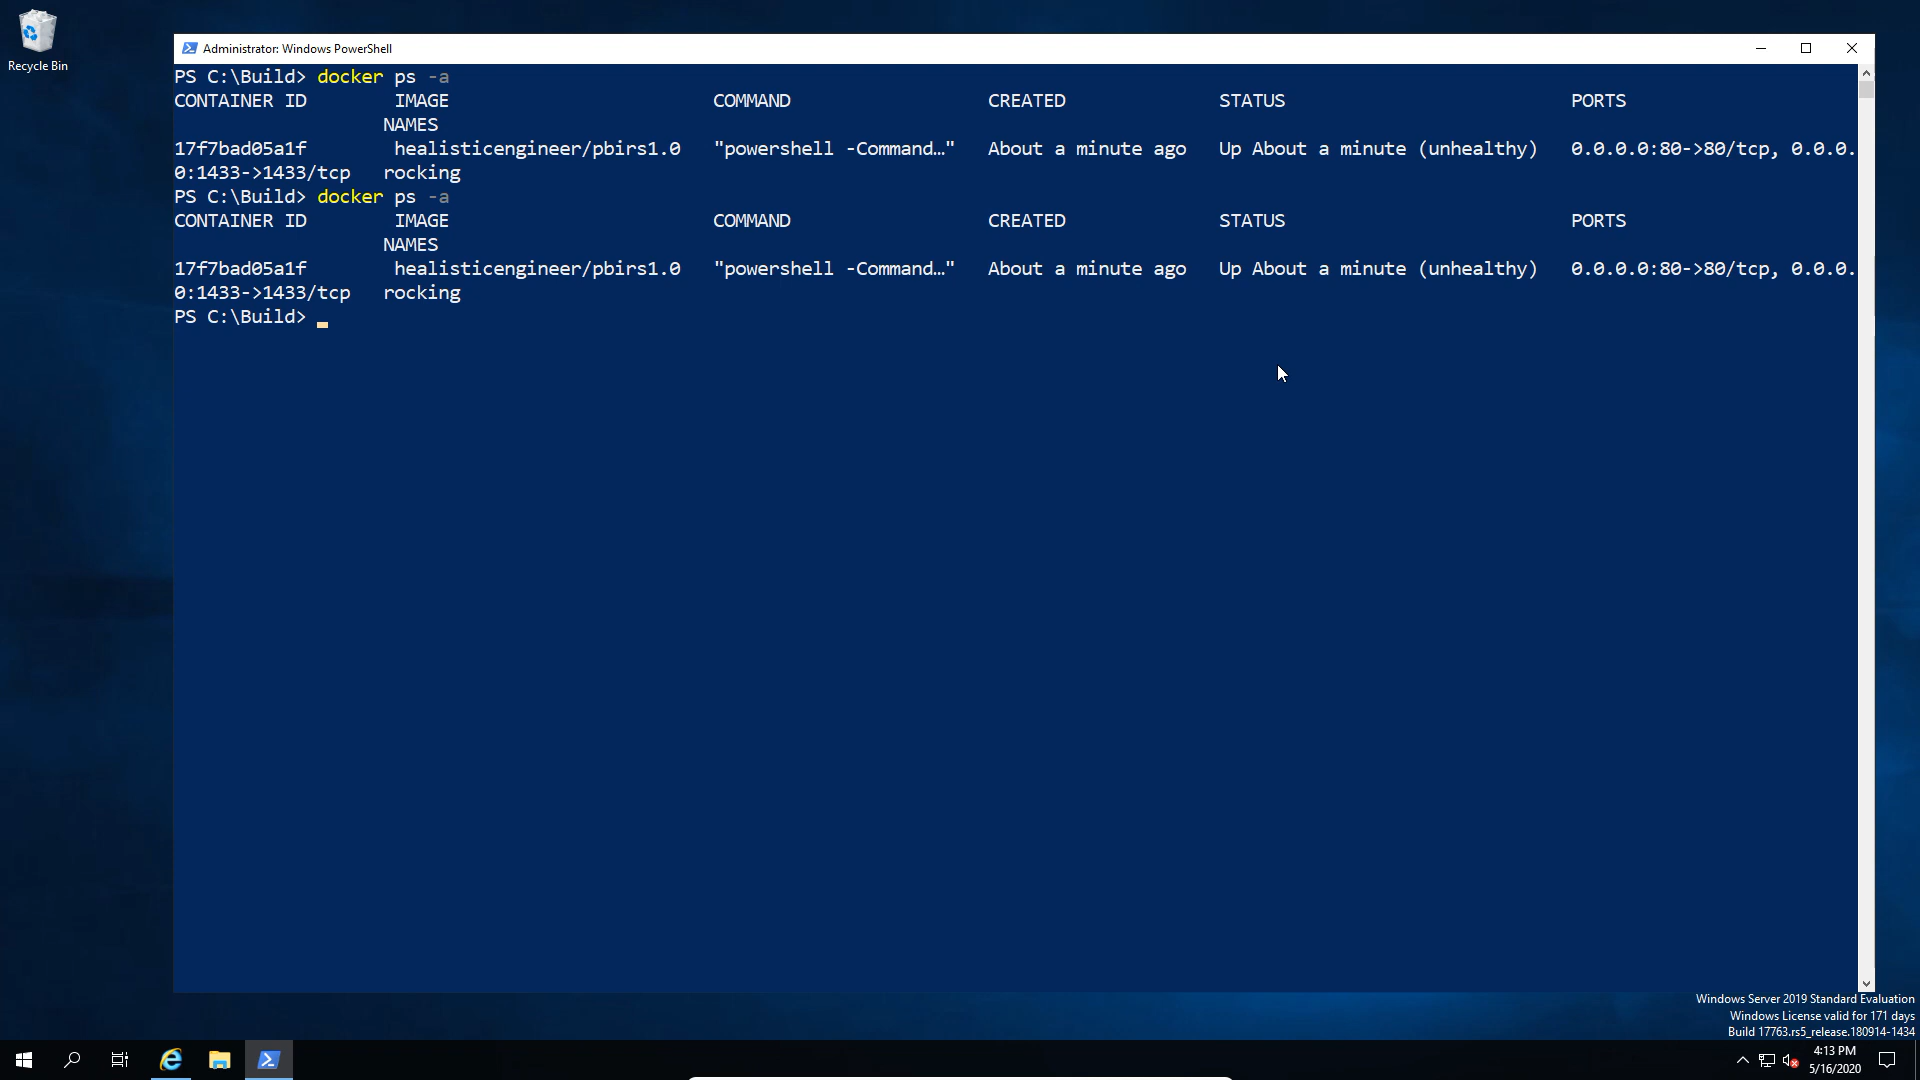 Recycle Bin
Administrator: Windows PowerShell
PS C:\Build> docker ps -a
CONTAINER ID        IMAGE                        COMMAND                  CREATED              STATUS                          PORTS
                   NAMES
17f7bad05a1f        healisticengineer/pbirs1.0   "powershell -Command…"   About a minute ago   Up About a minute (unhealthy)   0.0.0.0:80->80/tcp, 0.0.0.
0:1433->1433/tcp   rocking
PS C:\Build> docker ps -a
CONTAINER ID        IMAGE                        COMMAND                  CREATED              STATUS                          PORTS
                   NAMES
17f7bad05a1f        healisticengineer/pbirs1.0   "powershell -Command…"   About a minute ago   Up About a minute (unhealthy)   0.0.0.0:80->80/tcp, 0.0.0.
0:1433->1433/tcp   rocking
PS C:\Build>
Windows Server 2019 Standard Evaluation
Windows License valid for 171 days
Build 17763.rs5_release.180914-1434
4:13 PM
5/16/2020